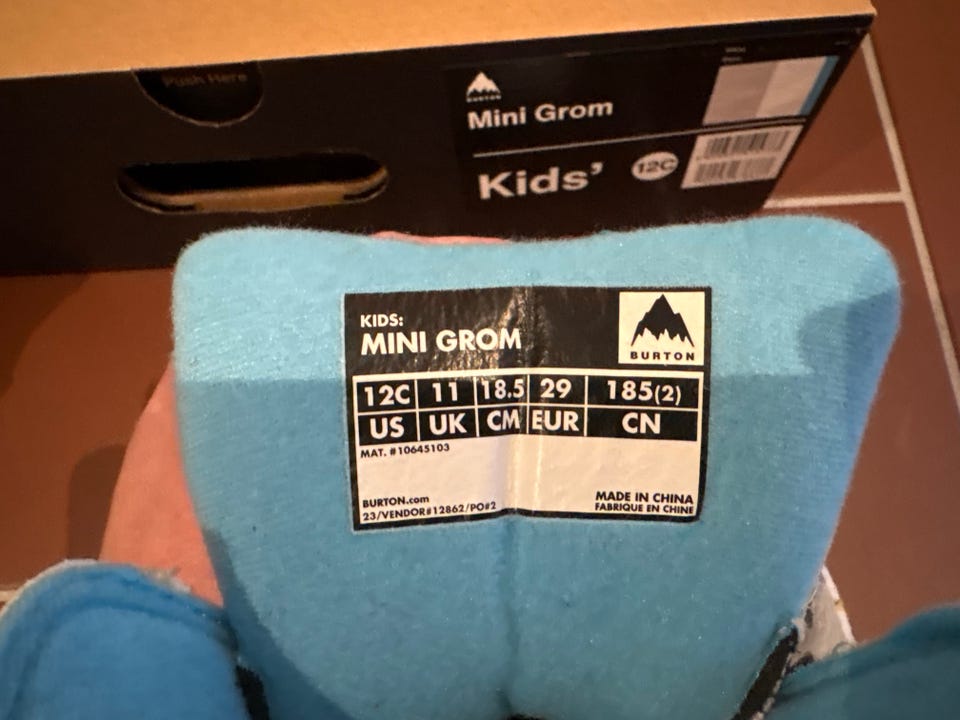 Push Here
BURTON
Mini Grom
Kids’
12C
KIDS:
MINI GROM
BURTON
12C 11 18.5 29 185(2)
US UK CM EUR CN
MAT. #10645103
BURTON.com
23/VENDOR#12862/PO#2
MADE IN CHINA
FABRIQUE EN CHINE